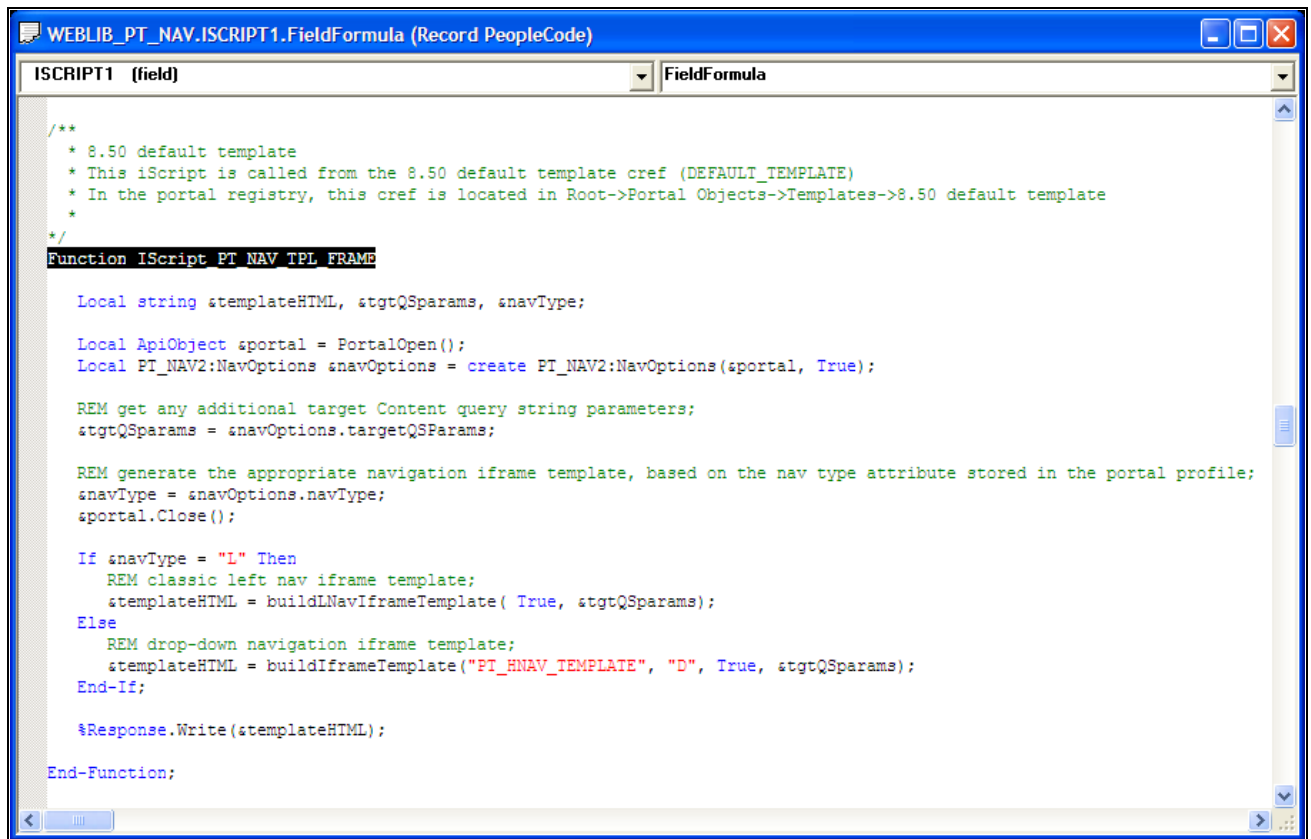 WEBLIB_PT_NAV.ISCRIPT1.FieldFormula (Record PeopleCode)
ISCRIPT1 (field)
FieldFormula
/**
* 8.50 default template
* This iScript is called from the 8.50 default template cref (DEFAULT_TEMPLATE)
* In the portal registry, this cref is located in Root->Portal Objects->Templates->8.50 default template
*
*/
Function IScript_PT_NAV_TPL_FRAME
Local string &templateHTML, &tgtQSparams, &navType;
Local ApiObject &portal = PortalOpen();
Local PT_NAV2:NavOptions &navOptions = create PT_NAV2:NavOptions(&portal, True);
REM get any additional target Content query string parameters;
&tgtQSparams = &navOptions.targetQSParams;
REM generate the appropriate navigation iframe template, based on the nav type attribute stored in the portal profile;
&navType = &navOptions.navType;
&portal.Close();
If &navType = "L" Then
REM classic left nav iframe template;
&templateHTML = buildLNavIframeTemplate( True, &tgtQSparams);
Else
REM drop-down navigation iframe template;
&templateHTML = buildIframeTemplate("PT_HNAV_TEMPLATE", "D", True, &tgtQSparams);
End-If;
%Response.Write(&templateHTML);
End-Function;